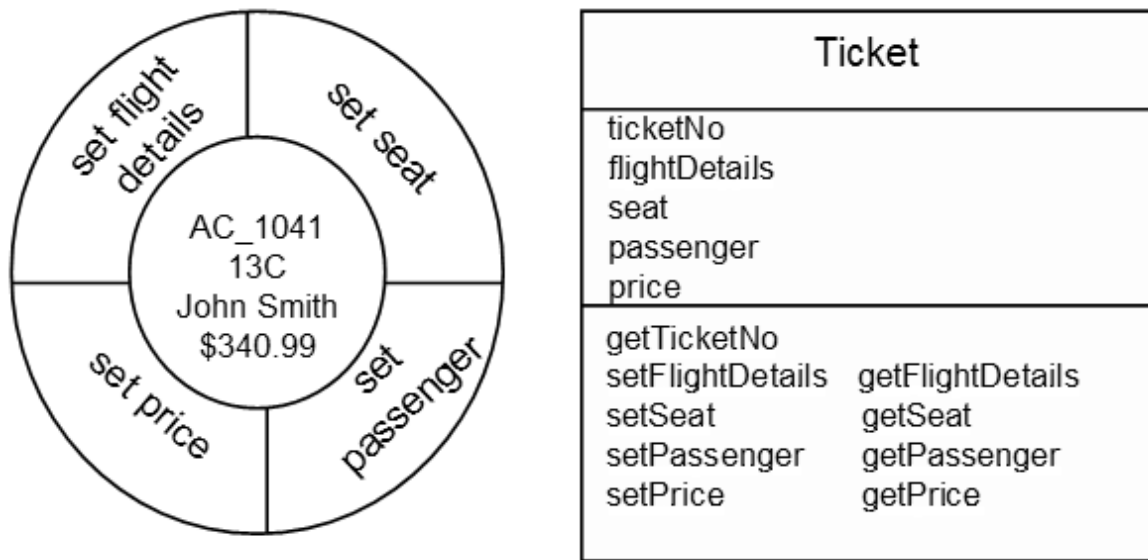 set flight
details
set seat
AC_1041
13C
John Smith
$340.99
set price
set
passenger
Ticket
ticketNo
flightDetails
seat
passenger
price
getTicketNo
setFlightDetails getFlightDetails
setSeat getSeat
setPassenger getPassenger
setPrice getPrice